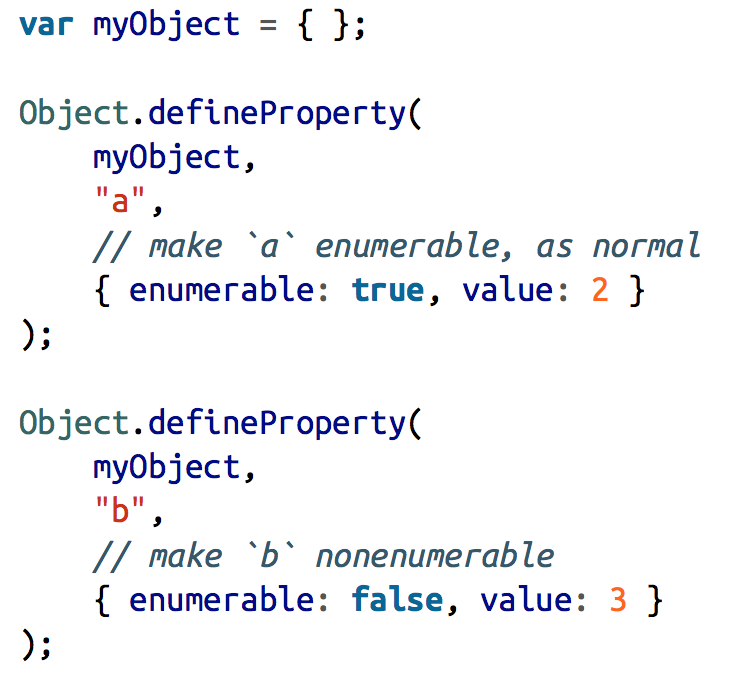 var myObject = { };
Object.defineProperty(
myObject,
"a",
// make `a` enumerable, as normal
{ enumerable: true, value: 2 }
);
Object.defineProperty(
myObject,
"b",
// make `b` nonenumerable
{ enumerable: false, value: 3 }
);